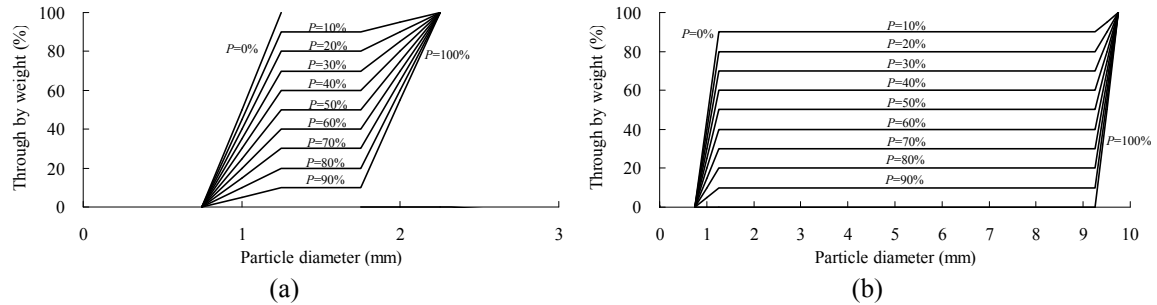 Through by weight (%)
100
80
60
40
20
0
P=0%
P=10%
P=20%
P=30%
P=40%
P=50%
P=60%
P=70%
P=80%
P=90%
P=100%
0 1 2 3
Particle diameter (mm)
(a)
Through by weight (%)
100
80
60
40
20
0
P=0%
P=10%
P=20%
P=30%
P=40%
P=50%
P=60%
P=70%
P=80%
P=90%
P=100%
0 1 2 3 4 5 6 7 8 9 10
Particle diameter (mm)
(b)